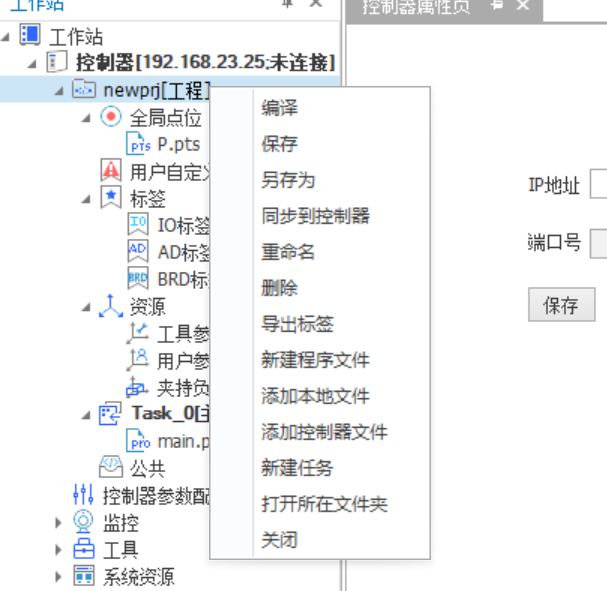 工作站
控制器属性页
工作站
控制器[192.168.23.25:未连接]
newprj[工程]
全局点位
P.pts
用户自定义
标签
IO标签
AD标签
BRD标
资源
工具参
用户参
夹持负
Task_0[主
main.p
公共
控制器参数配
监控
工具
系统资源
编译
保存
另存为
同步到控制器
重命名
删除
导出标签
新建程序文件
添加本地文件
添加控制器文件
新建任务
打开所在文件夹
关闭
IP地址
端口号
保存